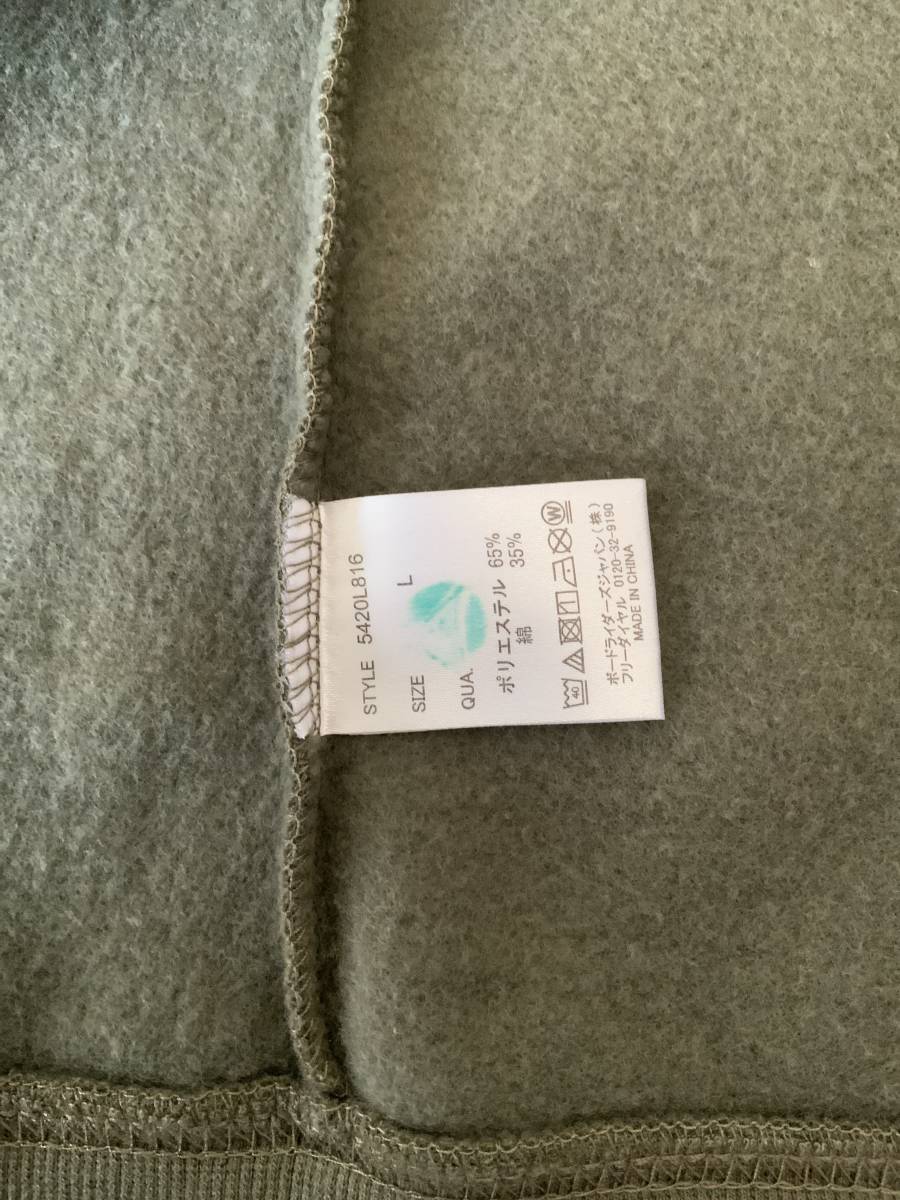 STYLE 5420L816
SIZE L
QUA.
ポリエステル 65%
綿 35%
40
W
ボードライダーズジャパン(株)
フリーダイヤル 0120-32-9190
MADE IN CHINA